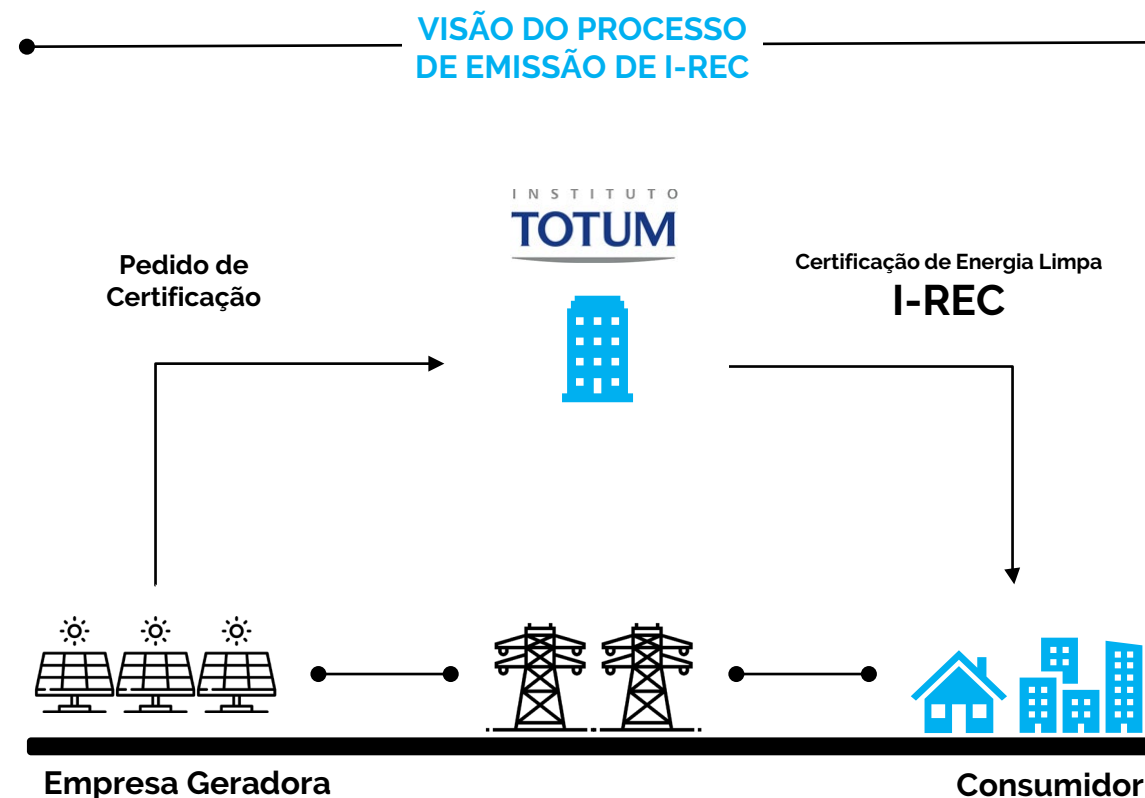 VISÃO DO PROCESSO
DE EMISSÃO DE I-REC
INSTITUTO
TOTUM
Pedido de
Certificação
Certificação de Energia Limpa
I-REC
Empresa Geradora
Consumidor